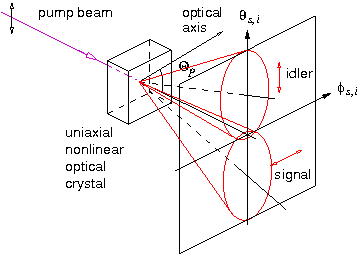 pump beam
optical
axis
θs,i
Θp
idler
ϕs,i
uniaxial
nonlinear
optical
crystal
signal